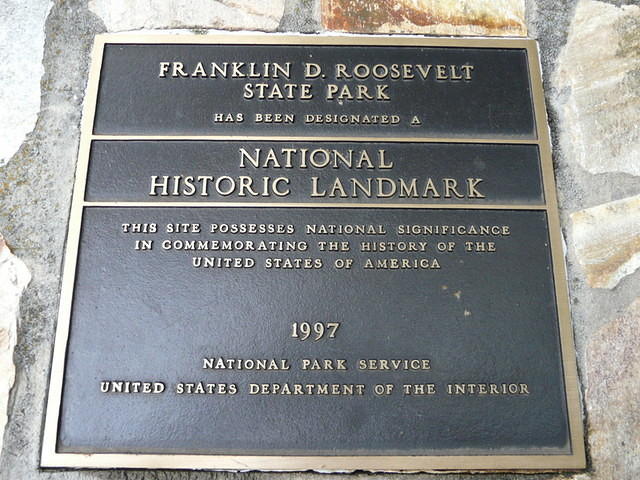 FRANKLIN D. ROOSEVELT
STATE PARK
HAS BEEN DESIGNATED A
NATIONAL
HISTORIC LANDMARK
THIS SITE POSSESSES NATIONAL SIGNIFICANCE
IN COMMEMORATING THE HISTORY OF THE
UNITED STATES OF AMERICA
1997
NATIONAL PARK SERVICE
UNITED STATES DEPARTMENT OF THE INTERIOR